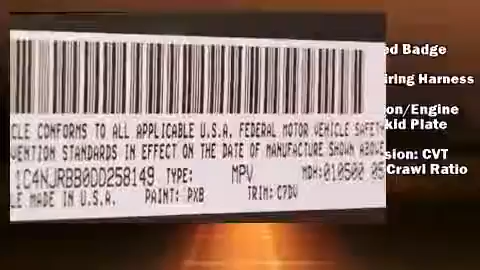 CLE CONFORMS TO ALL APPLICABLE U.S.A. FEDERAL MOTOR VEHICLE SAFETY
VENTION STANDARDS IN EFFECT ON THE DATE OF MANUFACTURE SHOWN ABOVE
1C4NJRBB0DD258149 TYPE: MPV MDH:010500 05
E MADE IN U.S.A. PAINT: PXB TRIM: C7DV
ed Badge
iring Harness
on/Engine
kid Plate
sion: CVT
Crawl Ratio